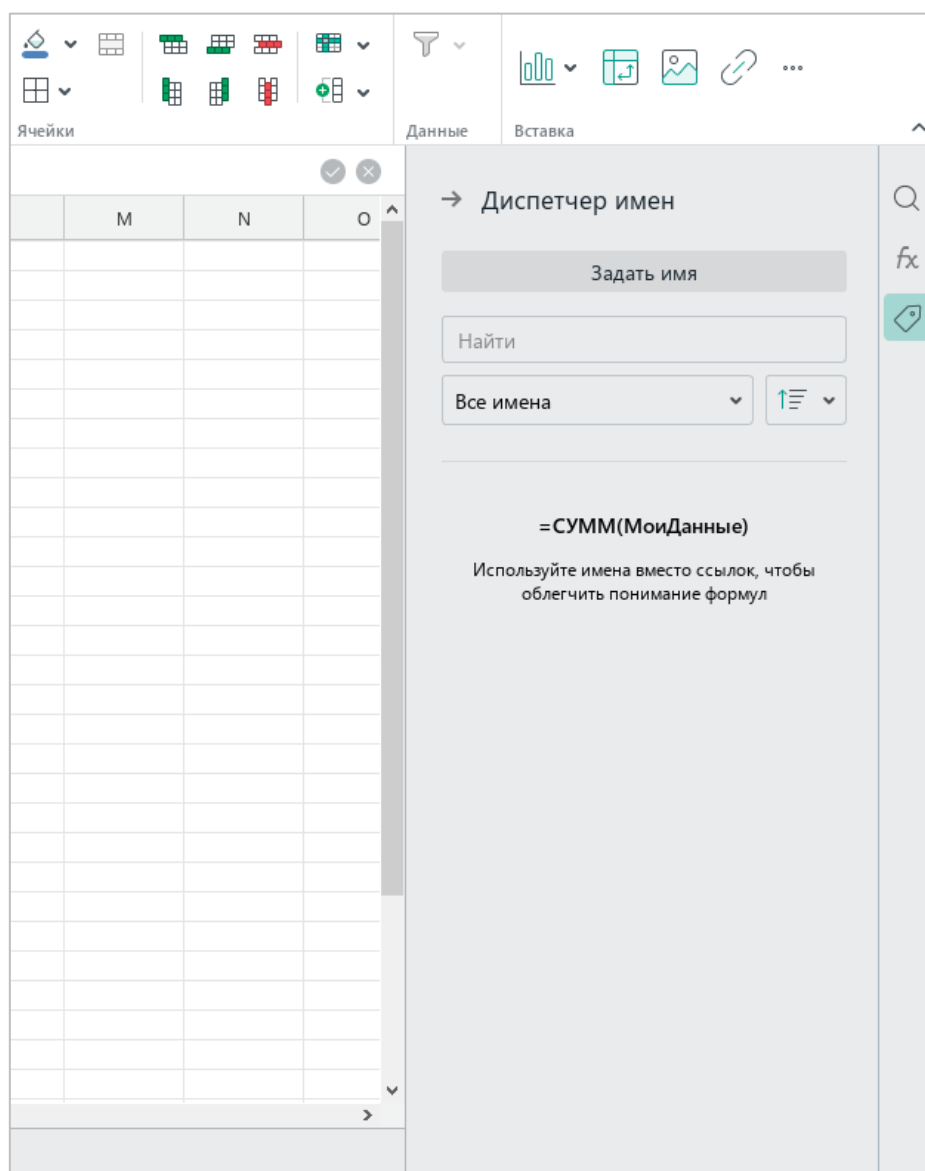 Ячейки
Данные
Вставка
M
N
O
Диспетчер имен
Задать имя
fx
Найти
Все имена
=СУММ(МоиДанные)
Используйте имена вместо ссылок, чтобы
облегчить понимание формул